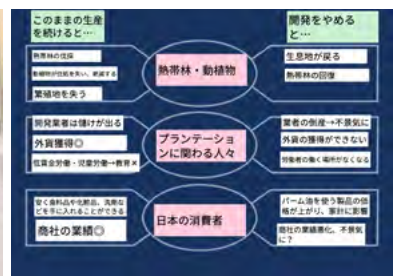 このままの生産
を続けると…
開発をやめる
と…
熱帯林の伐採
動植物が住処を失い、絶滅する
繁殖地を失う
熱帯林・動植物
生息地が戻る
熱帯林の回復
開発業者は儲けが出る
外貨獲得◎
低賃金労働・児童労働→教育×
プランテーショ
ンに関わる人々
業者の倒産→不景気に
外貨の獲得ができない
労働者の働く場所がなくなる
安く食料品や化粧品、洗剤な
どを手に入れることができる
商社の業績◎
日本の消費者
パーム油を使う製品の価
格が上がり、家計に影響
商社の業績悪化、不景気
に?